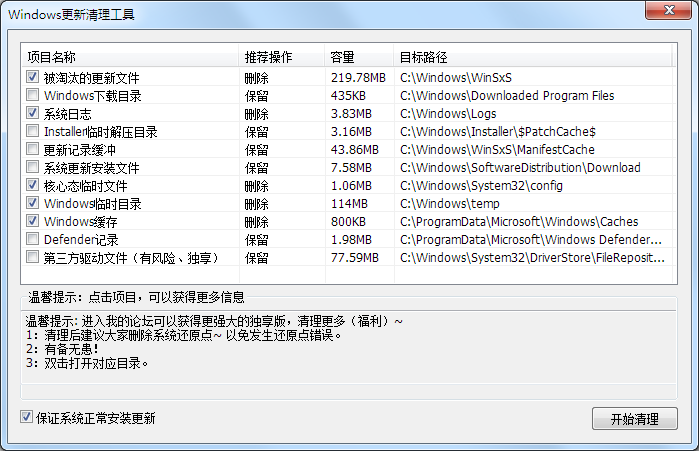 Windows更新清理工具
项目名称 推荐操作 容量 目标路径
被淘汰的更新文件 删除 219.78MB C:\Windows\WinSxS
Windows下载目录 保留 435KB C:\Windows\Downloaded Program Files
系统日志 删除 3.83MB C:\Windows\Logs
Installer临时解压目录 保留 3.16MB C:\Windows\Installer\$PatchCache$
更新记录缓冲 保留 43.86MB C:\Windows\WinSxS\ManifestCache
系统更新安装文件 保留 7.58MB C:\Windows\SoftwareDistribution\Download
核心态临时文件 删除 1.06MB C:\Windows\System32\config
Windows临时目录 删除 114MB C:\Windows\temp
Windows缓存 删除 800KB C:\ProgramData\Microsoft\Windows\Caches
Defender记录 保留 1.98MB C:\ProgramData\Microsoft\Windows Defender...
第三方驱动文件（有风险、独享） 保留 77.59MB C:\Windows\System32\DriverStore\FileReposit...
温馨提示：点击项目，可以获得更多信息
温馨提示: 进入我的论坛可以获得更强大的独享版，清理更多（福利）~
1：清理后建议大家删除系统还原点~ 以免发生还原点错误。
2：有备无患！
3：双击打开对应目录。
保证系统正常安装更新 开始清理